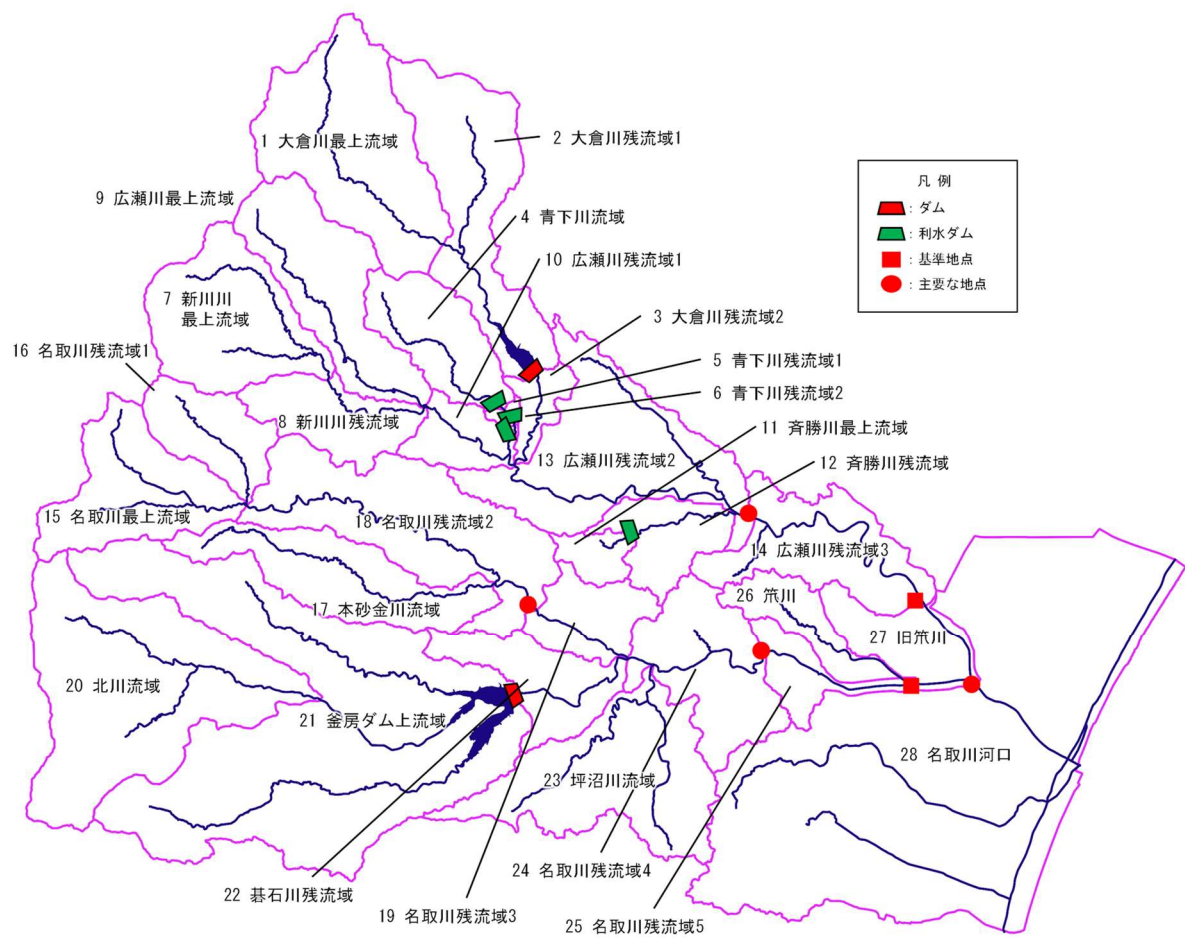 1 大倉川最上流域
2 大倉川残流域1
9 広瀬川最上流域
4 青下川流域
10 広瀬川残流域1
7 新川川
最上流域
3 大倉川残流域2
16 名取川残流域1
5 青下川残流域1
6 青下川残流域2
8 新川川残流域
11 斉勝川最上流域
13 広瀬川残流域2
12 斉勝川残流域
15 名取川最上流域
18 名取川残流域2
14 広瀬川残流域3
26 笊川
17 本砂金川流域
27 旧笊川
20 北川流域
21 釜房ダム上流域
28 名取川河口
23 坪沼川流域
24 名取川残流域4
22 碁石川残流域
19 名取川残流域3
25 名取川残流域5
凡 例
: ダム
: 利水ダム
: 基準地点
: 主要な地点